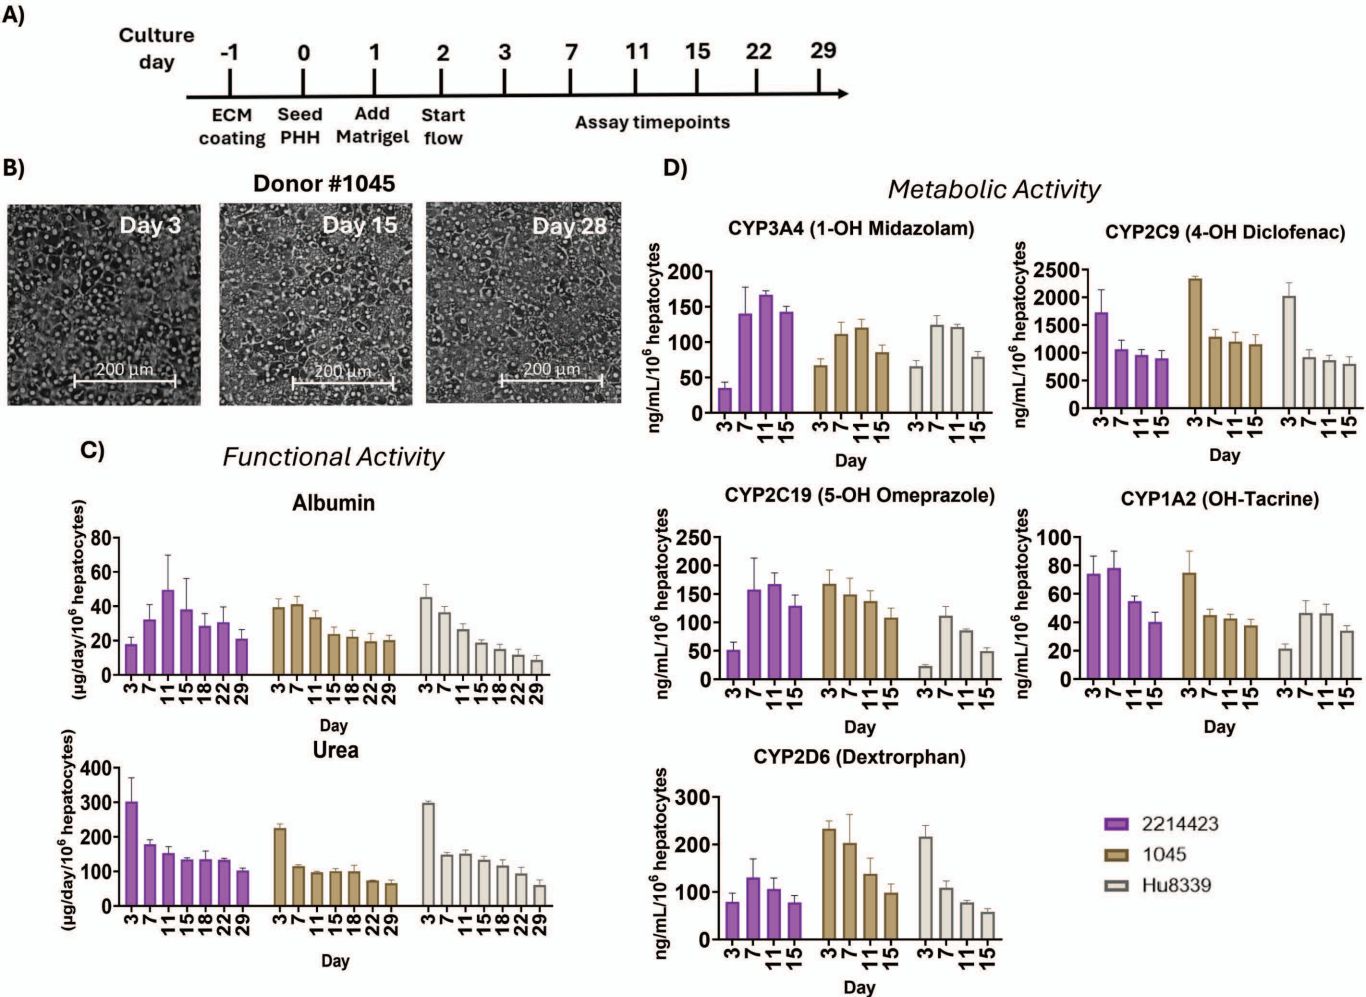 A)
Culture
day
-1 0 1 2 3 7 11 15 22 29
ECM
coating
Seed
PHH
Add
Matrigel
Start
flow
Assay timepoints
B)
Donor #1045
Day 3
200 µm
Day 15
200 µm
Day 28
200 µm
C)
Functional Activity
Albumin
(µg/day/10⁶ hepatocytes)
80
60
40
20
0
3 7 11 15 18 22 29 3 7 11 15 18 22 29 3 7 11 15 18 22 29
Day
Urea
(µg/day/10⁶ hepatocytes)
400
300
200
100
0
3 7 11 15 18 22 29 3 7 11 15 18 22 29 3 7 11 15 18 22 29
Day
D)
Metabolic Activity
CYP3A4 (1-OH Midazolam)
ng/mL/10⁶ hepatocytes
200
150
100
50
0
3 7 11 15 3 7 11 15 3 7 11 15
Day
CYP2C9 (4-OH Diclofenac)
ng/mL/10⁶ hepatocytes
2500
2000
1500
1000
500
0
3 7 11 15 3 7 11 15 3 7 11 15
Day
CYP2C19 (5-OH Omeprazole)
ng/mL/10⁶ hepatocytes
250
200
150
100
50
0
3 7 11 15 3 7 11 15 3 7 11 15
Day
CYP1A2 (OH-Tacrine)
ng/mL/10⁶ hepatocytes
100
80
60
40
20
0
3 7 11 15 3 7 11 15 3 7 11 15
Day
CYP2D6 (Dextrorphan)
ng/mL/10⁶ hepatocytes
300
200
100
0
3 7 11 15 3 7 11 15 3 7 11 15
Day
2214423
1045
Hu8339